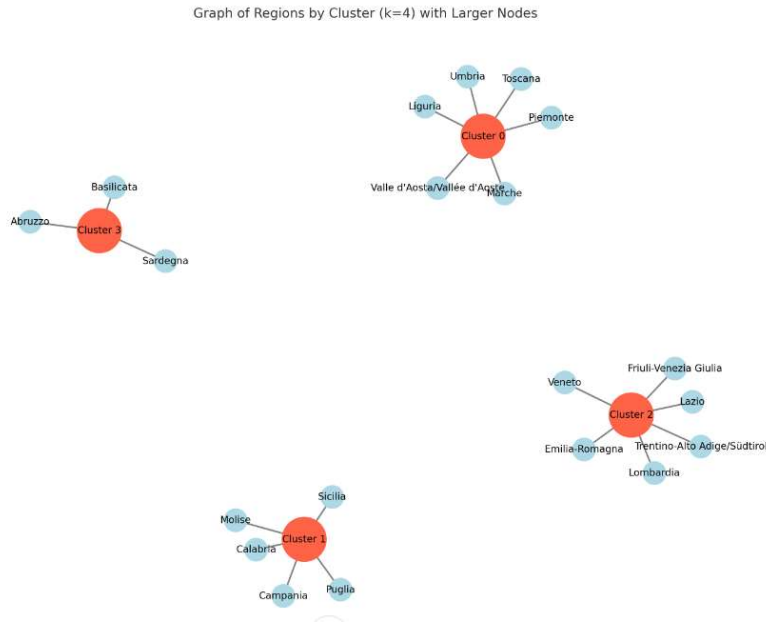 Graph of Regions by Cluster (k=4) with Larger Nodes
Umbria
Toscana
Liguria
Piemonte
Cluster 0
Valle d'Aosta/Vallée d'Aoste
Marche
Basilicata
Abruzzo
Cluster 3
Sardegna
Friuli-Venezia Giulia
Veneto
Lazio
Cluster 2
Emilia-Romagna
Trentino-Alto Adige/Südtirol
Lombardia
Sicilia
Molise
Cluster 1
Calabria
Campania
Puglia